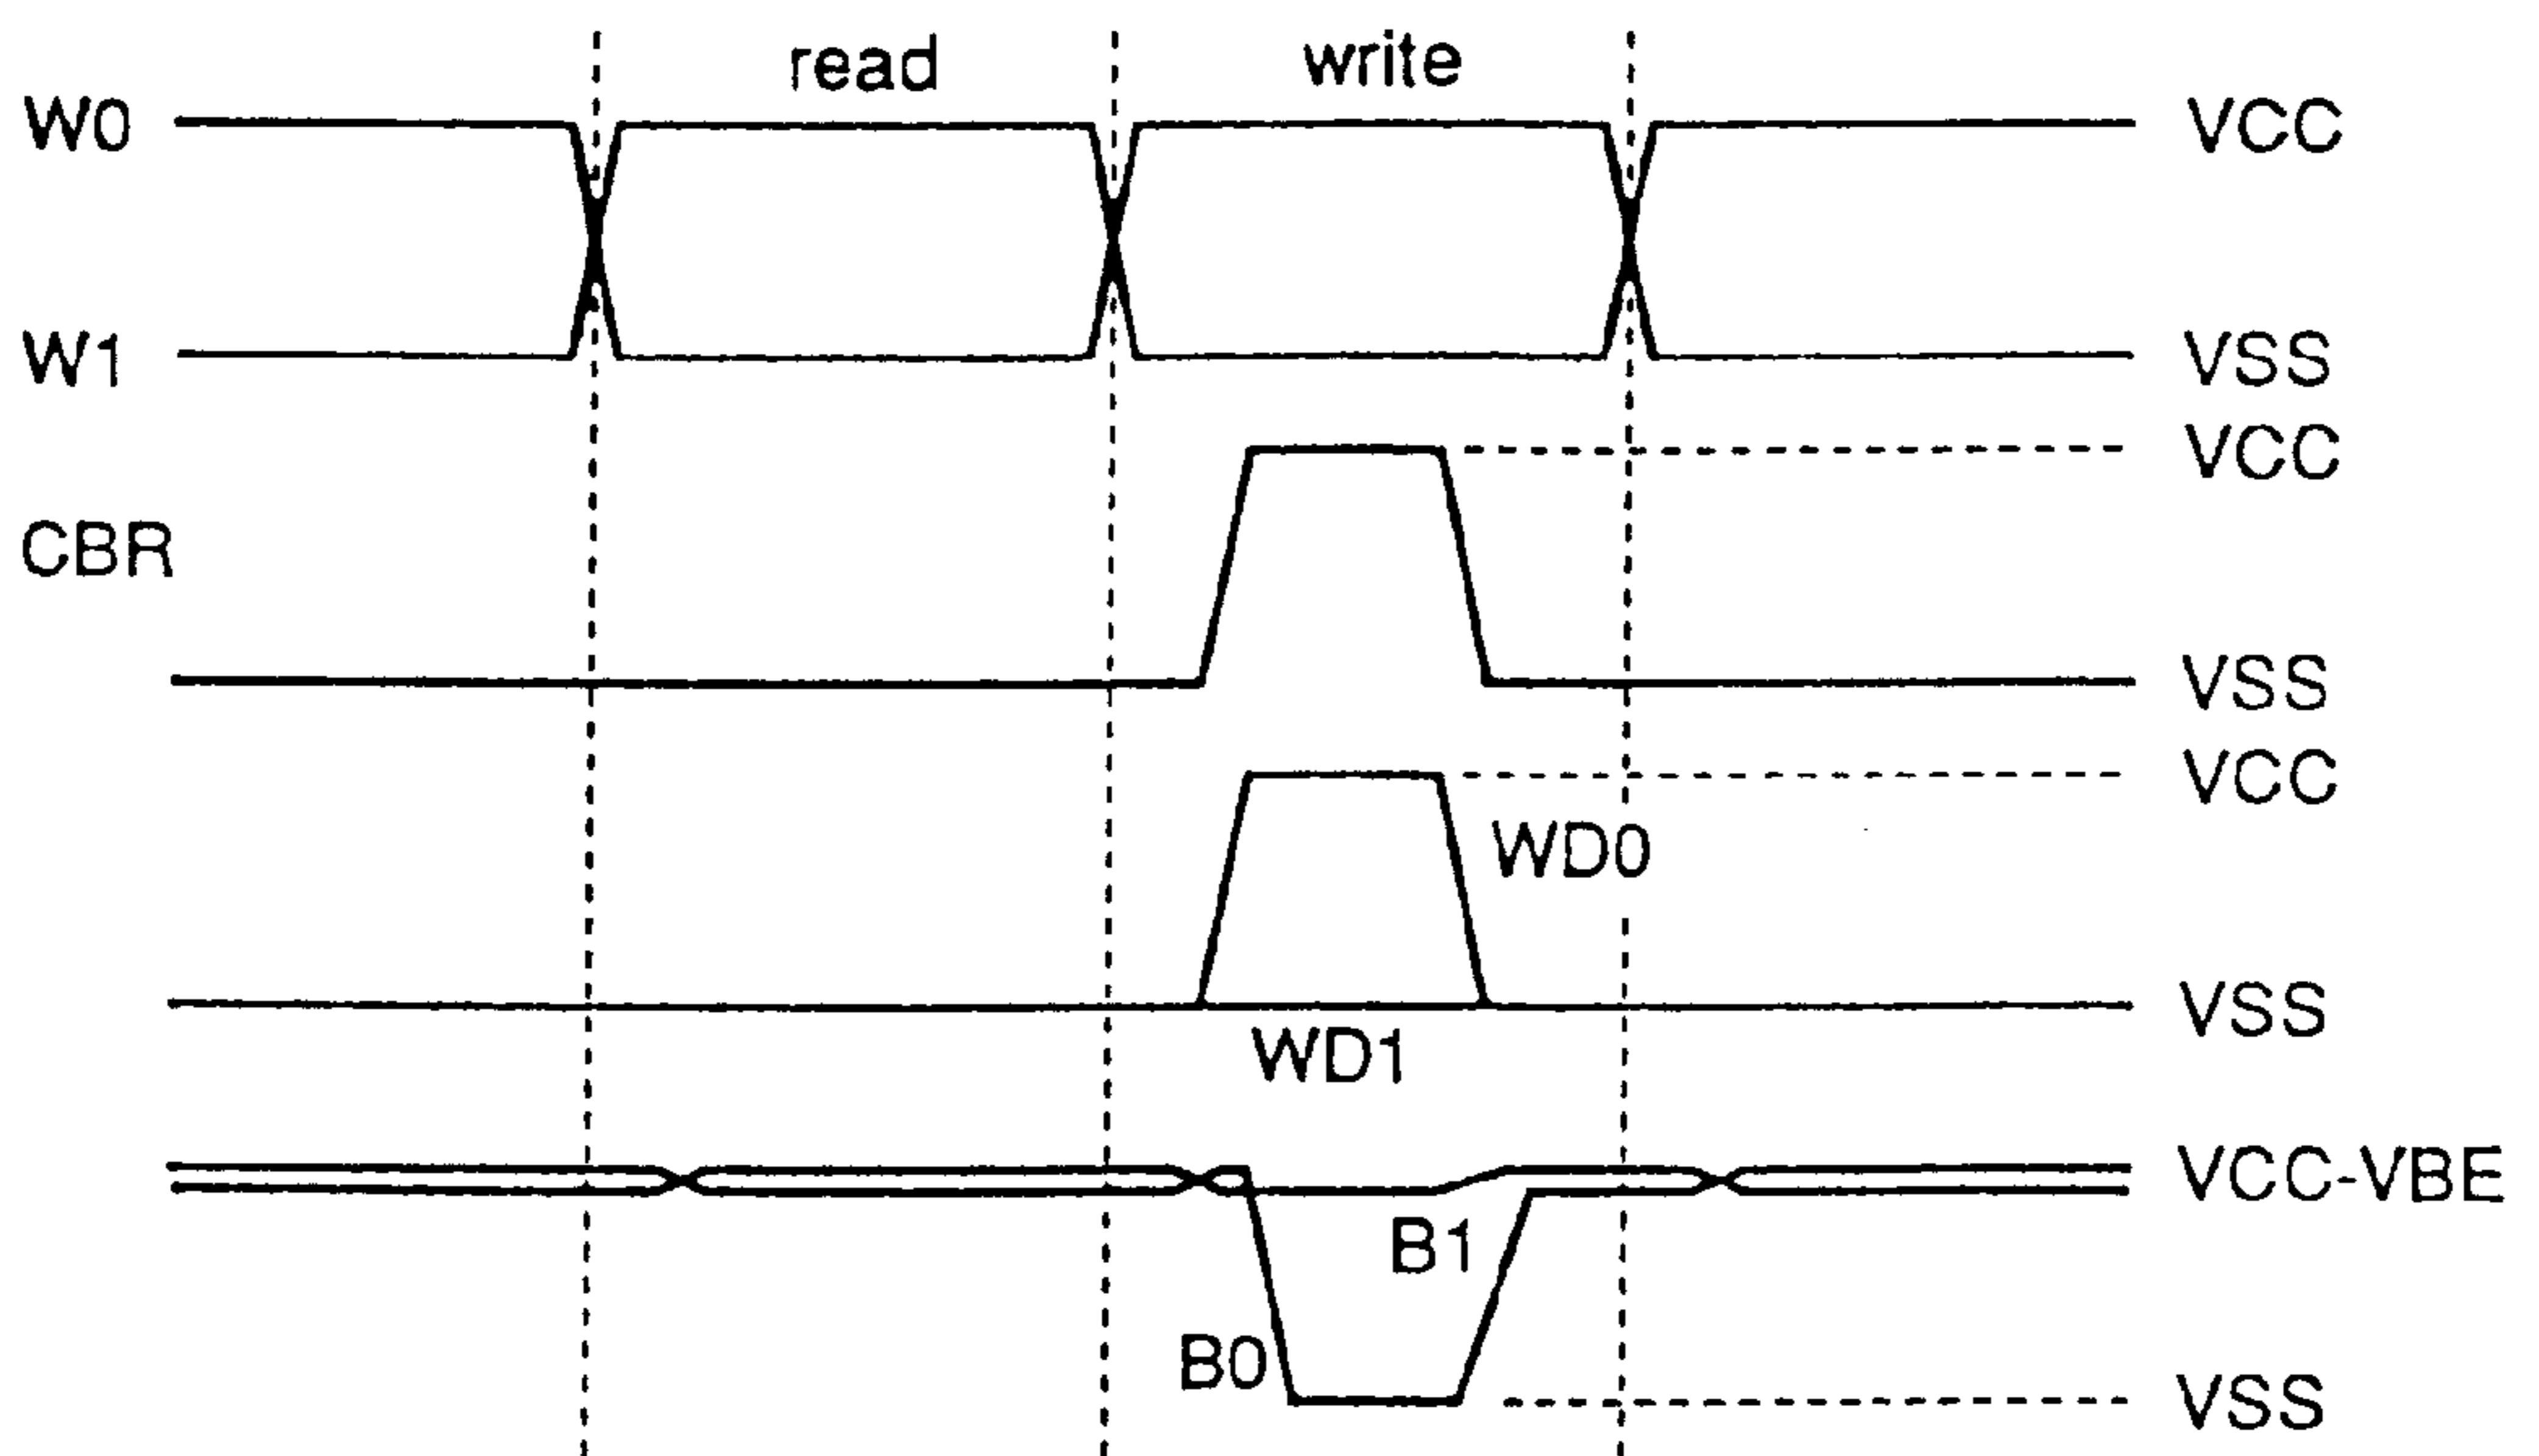 read write
W0 VCC
W1 VSS
VCC
CBR
VSS
VCC
WD0
VSS
WD1
VCC-VBE
B1
B0
VSS